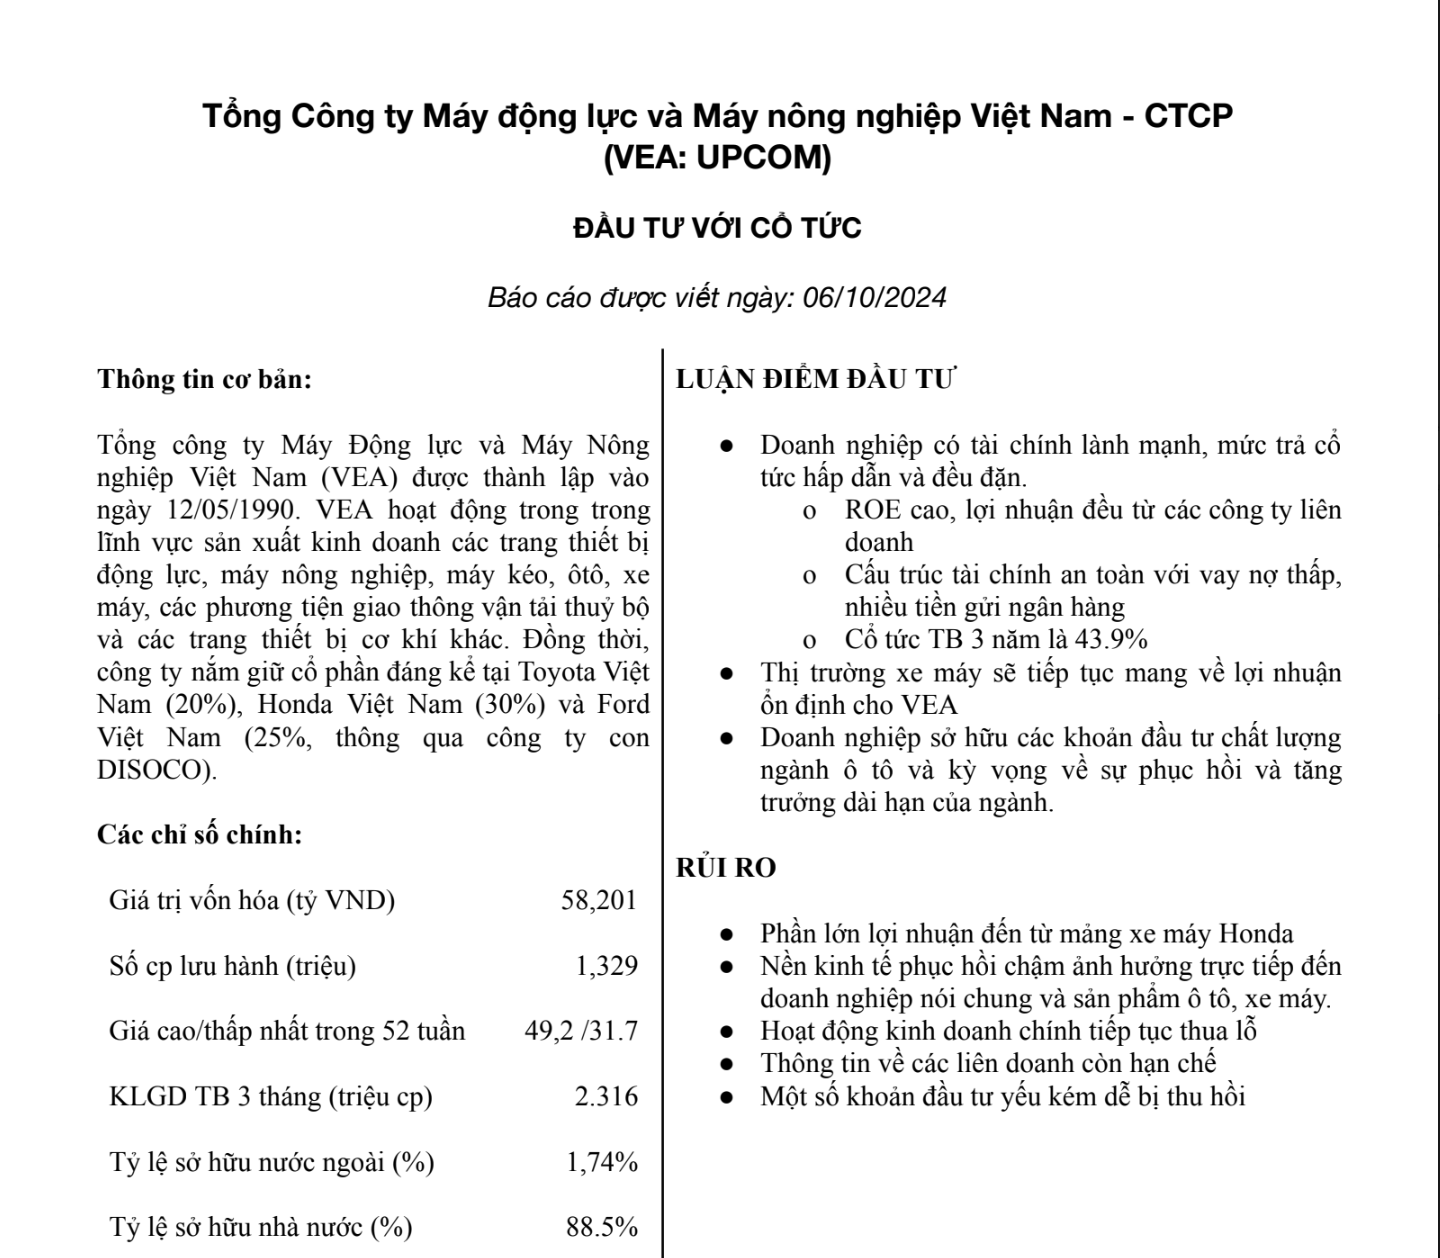 Tổng Công ty Máy động lực và Máy nông nghiệp Việt Nam - CTCP
(VEA: UPCOM)
ĐẦU TƯ VỚI CỔ TỨC
Báo cáo được viết ngày: 06/10/2024
Thông tin cơ bản:
Tổng công ty Máy Động lực và Máy Nông
nghiệp Việt Nam (VEA) được thành lập vào
ngày 12/05/1990. VEA hoạt động trong trong
lĩnh vực sản xuất kinh doanh các trang thiết bị
động lực, máy nông nghiệp, máy kéo, ôtô, xe
máy, các phương tiện giao thông vận tải thuỷ bộ
và các trang thiết bị cơ khí khác. Đồng thời,
công ty nắm giữ cổ phần đáng kể tại Toyota Việt
Nam (20%), Honda Việt Nam (30%) và Ford
Việt Nam (25%, thông qua công ty con
DISOCO).
Các chỉ số chính:
Giá trị vốn hóa (tỷ VND) 58,201
Số cp lưu hành (triệu) 1,329
Giá cao/thấp nhất trong 52 tuần 49,2 /31.7
KLGD TB 3 tháng (triệu cp) 2.316
Tỷ lệ sở hữu nước ngoài (%) 1,74%
Tỷ lệ sở hữu nhà nước (%) 88.5%
LUẬN ĐIỂM ĐẦU TƯ
● Doanh nghiệp có tài chính lành mạnh, mức trả cổ
tức hấp dẫn và đều đặn.
o ROE cao, lợi nhuận đều từ các công ty liên
doanh
o Cấu trúc tài chính an toàn với vay nợ thấp,
nhiều tiền gửi ngân hàng
o Cổ tức TB 3 năm là 43.9%
● Thị trường xe máy sẽ tiếp tục mang về lợi nhuận
ổn định cho VEA
● Doanh nghiệp sở hữu các khoản đầu tư chất lượng
ngành ô tô và kỳ vọng về sự phục hồi và tăng
trưởng dài hạn của ngành.
RỦI RO
● Phần lớn lợi nhuận đến từ mảng xe máy Honda
● Nền kinh tế phục hồi chậm ảnh hưởng trực tiếp đến
doanh nghiệp nói chung và sản phẩm ô tô, xe máy.
● Hoạt động kinh doanh chính tiếp tục thua lỗ
● Thông tin về các liên doanh còn hạn chế
● Một số khoản đầu tư yếu kém dễ bị thu hồi